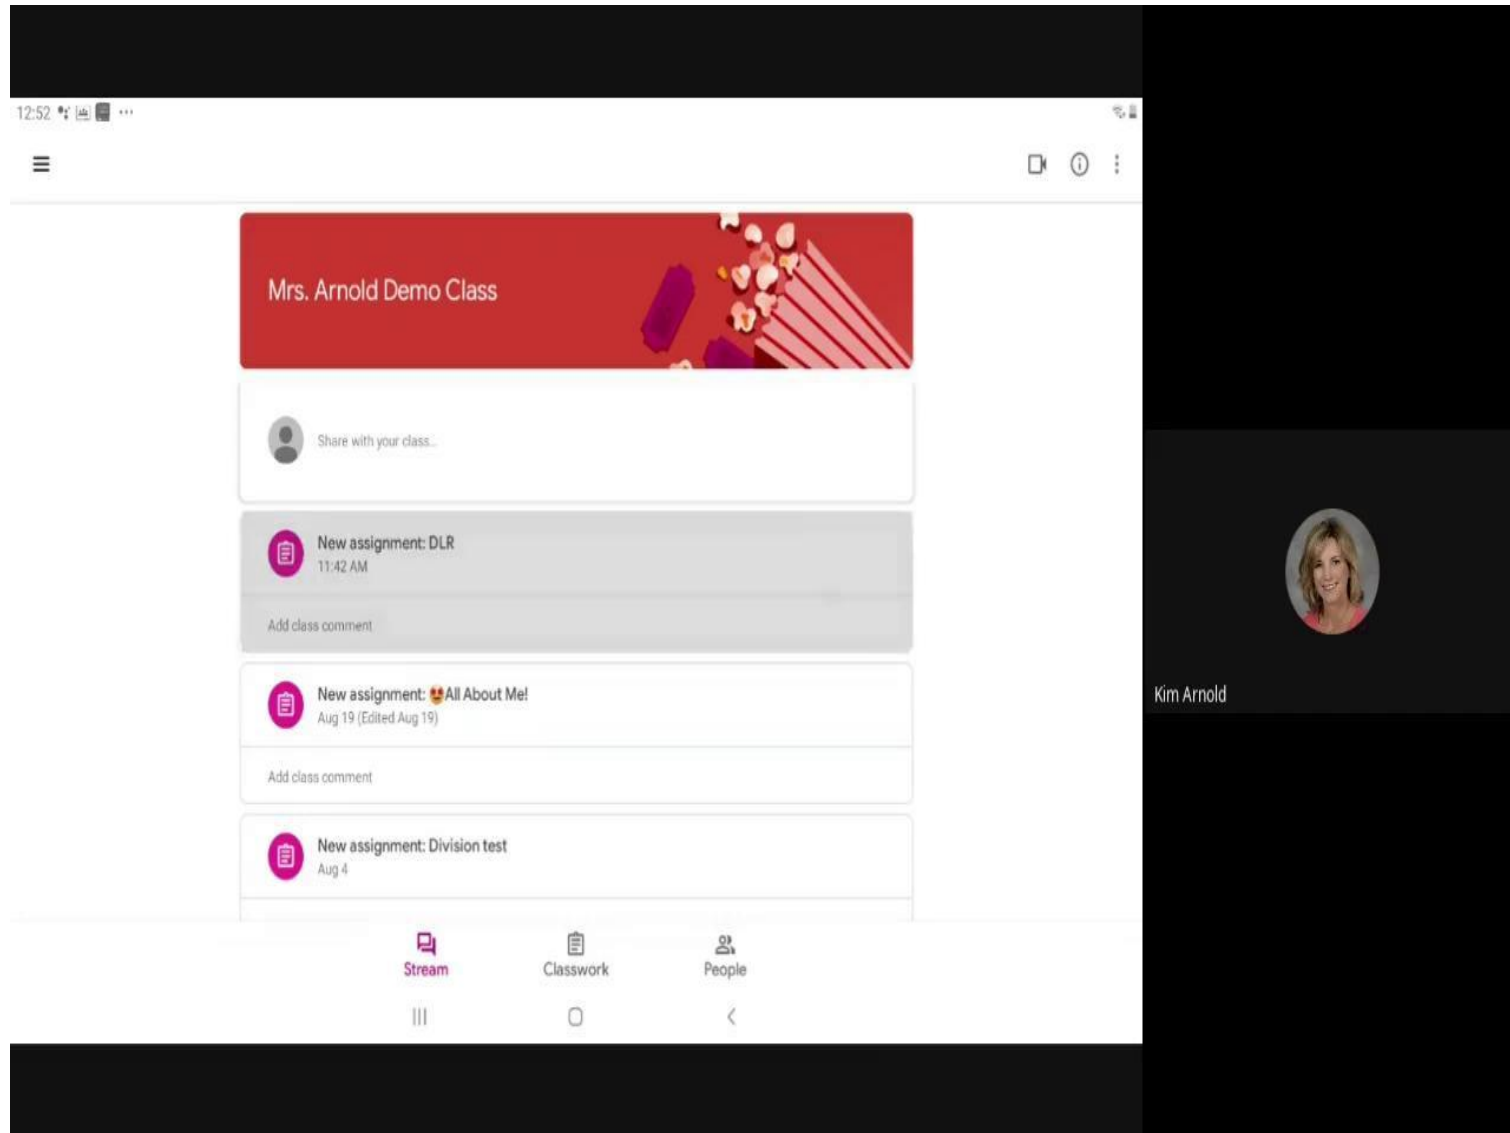 12:52
Mrs. Arnold Demo Class
Share with your class...
New assignment: DLR
11:42 AM
Add class comment
New assignment: 😍All About Me!
Aug 19 (Edited Aug 19)
Add class comment
New assignment: Division test
Aug 4
Stream Classwork People
Kim Arnold